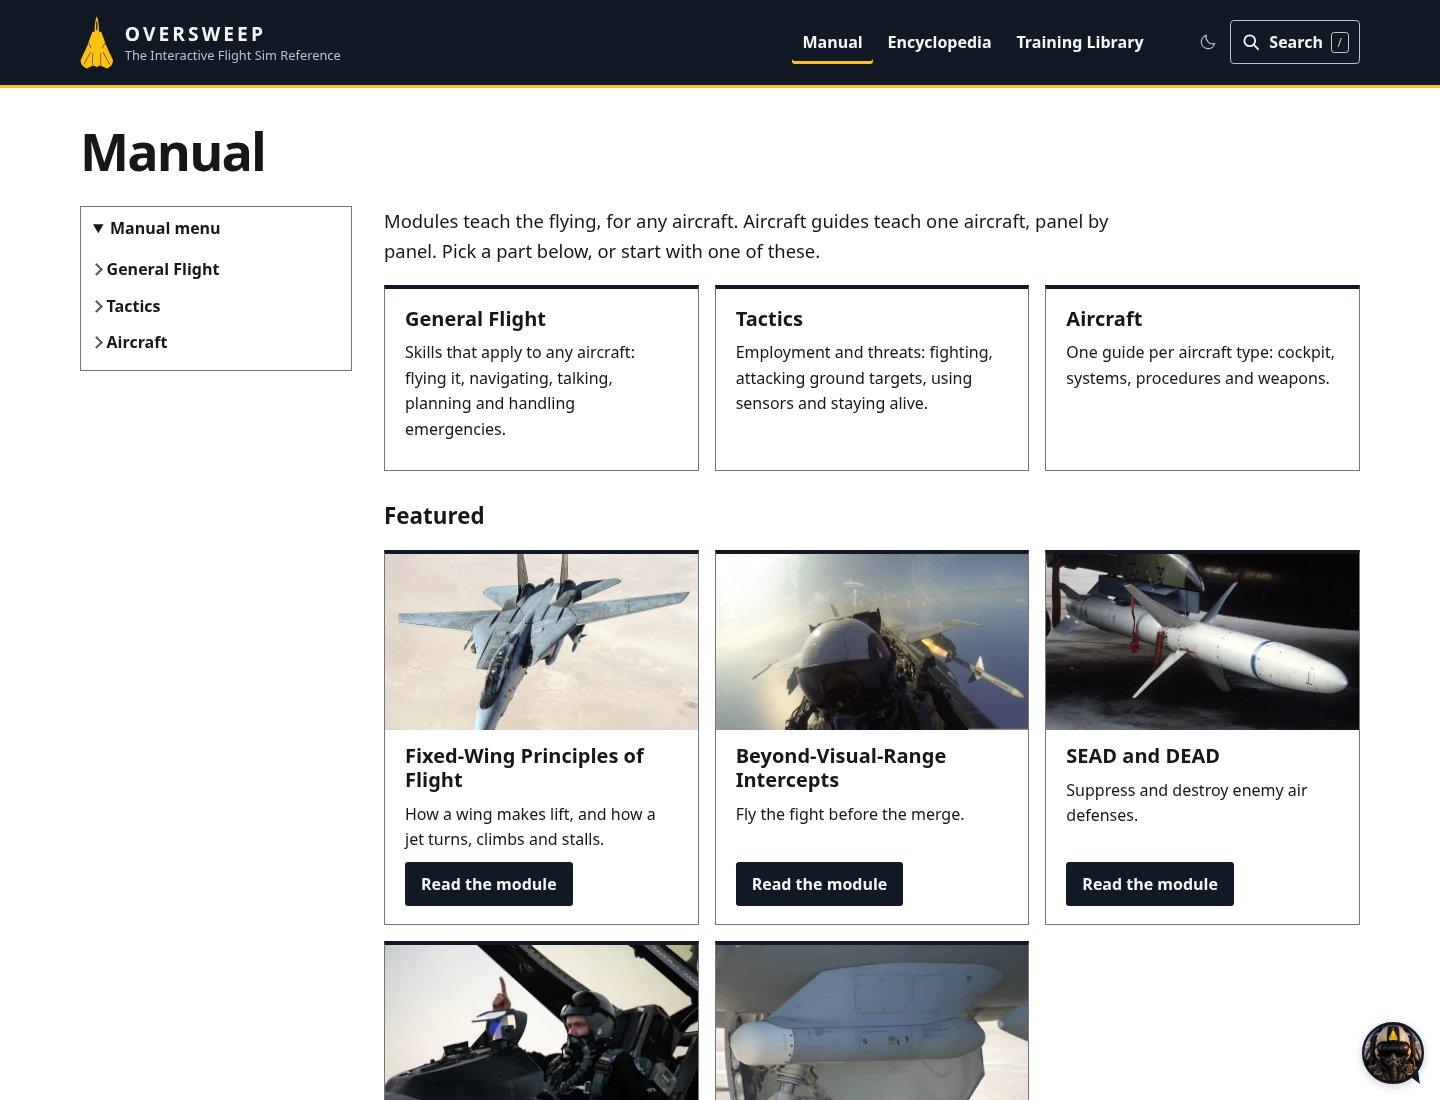 OVERSWEEP
The Interactive Flight Sim Reference
Manual
Encyclopedia
Training Library
Search /
Manual
Manual menu
General Flight
Tactics
Aircraft
Modules teach the flying, for any aircraft. Aircraft guides teach one aircraft, panel by
panel. Pick a part below, or start with one of these.
General Flight
Skills that apply to any aircraft:
flying it, navigating, talking,
planning and handling
emergencies.
Tactics
Employment and threats: fighting,
attacking ground targets, using
sensors and staying alive.
Aircraft
One guide per aircraft type: cockpit,
systems, procedures and weapons.
Featured
Fixed-Wing Principles of
Flight
How a wing makes lift, and how a
jet turns, climbs and stalls.
Read the module
Beyond-Visual-Range
Intercepts
Fly the fight before the merge.
Read the module
SEAD and DEAD
Suppress and destroy enemy air
defenses.
Read the module